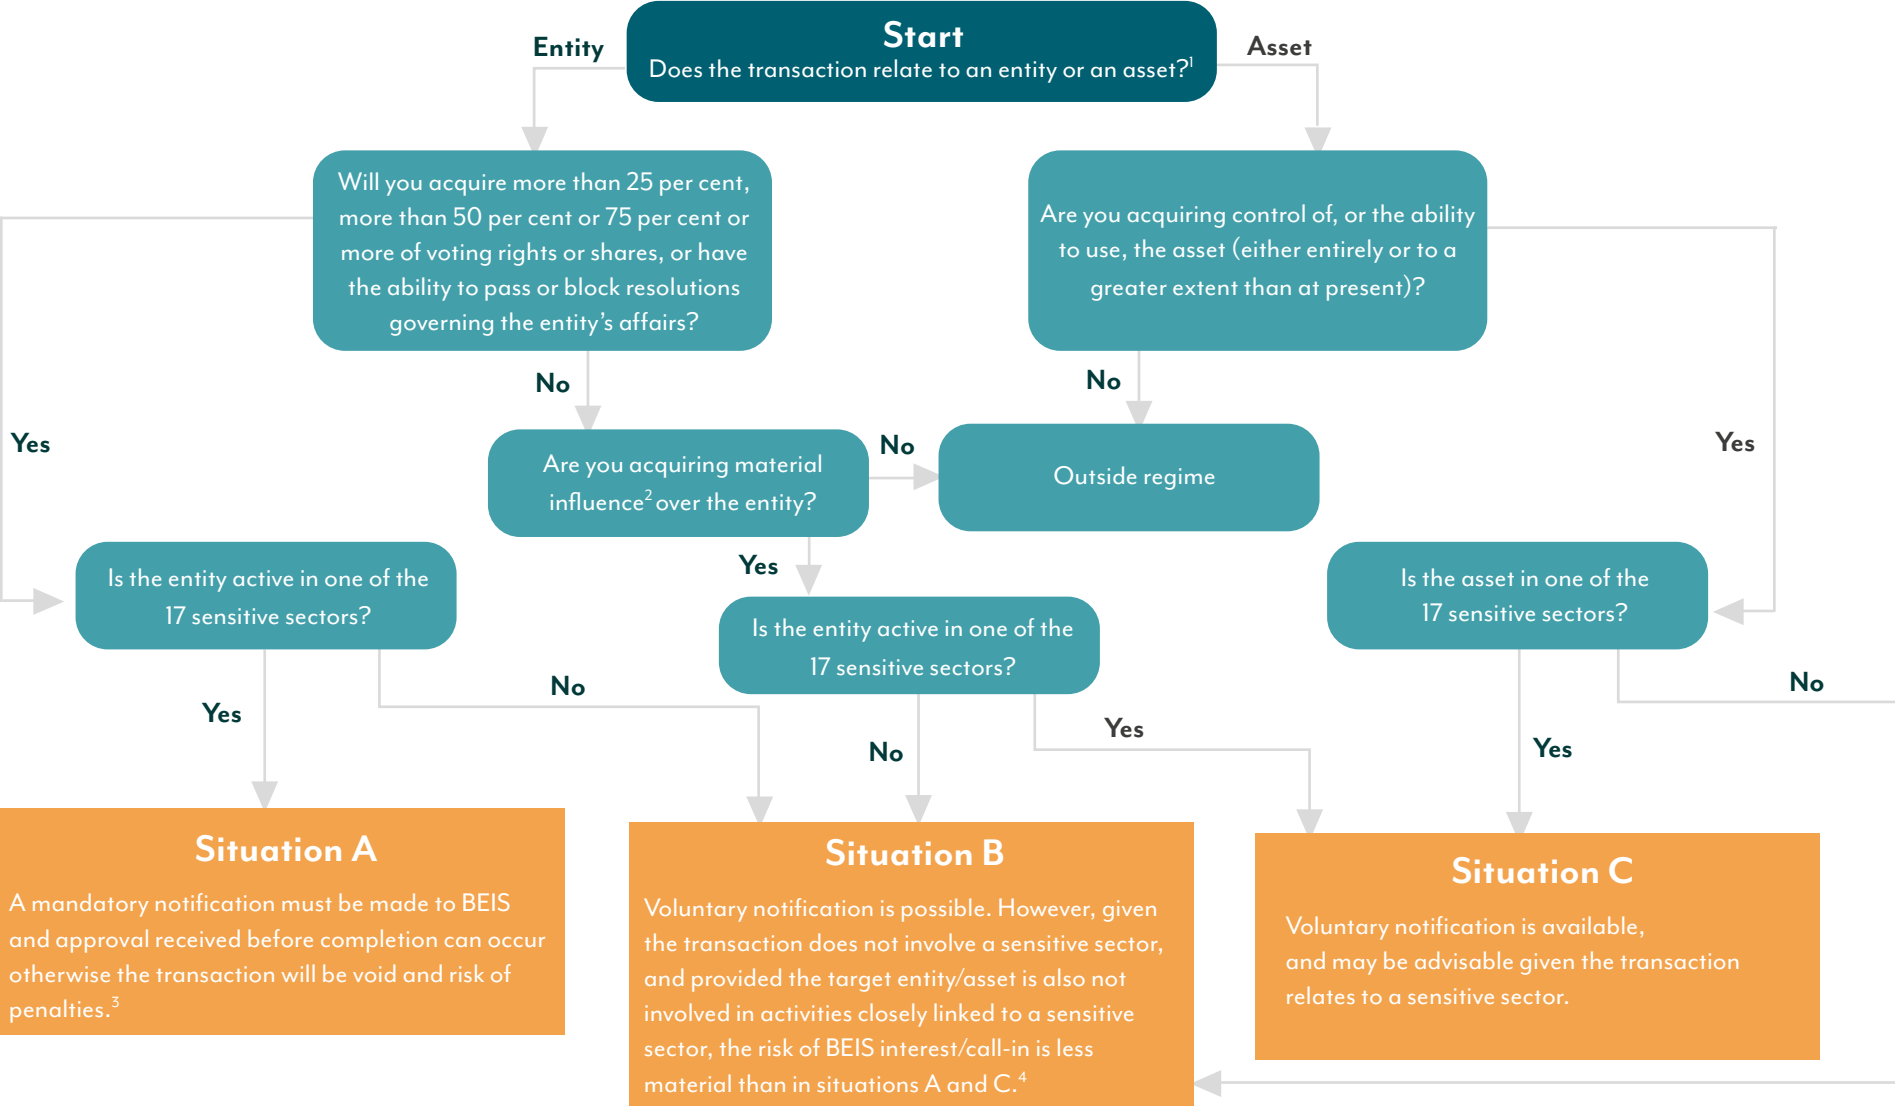 Start
Does the transaction relate to an entity or an asset?1
Entity
Asset
Will you acquire more than 25 per cent,
more than 50 per cent or 75 per cent or
more of voting rights or shares, or have
the ability to pass or block resolutions
governing the entity’s affairs?
Are you acquiring control of, or the ability
to use, the asset (either entirely or to a
greater extent than at present)?
No
No
Yes
Yes
Are you acquiring material
influence2 over the entity?
No
Outside regime
Yes
Is the entity active in one of the
17 sensitive sectors?
Is the entity active in one of the
17 sensitive sectors?
Is the asset in one of the
17 sensitive sectors?
Yes
No
No
Yes
Yes
No
Situation A
A mandatory notification must be made to BEIS
and approval received before completion can occur
otherwise the transaction will be void and risk of
penalties.3
Situation B
Voluntary notification is possible. However, given
the transaction does not involve a sensitive sector,
and provided the target entity/asset is also not
involved in activities closely linked to a sensitive
sector, the risk of BEIS interest/call-in is less
material than in situations A and C.4
Situation C
Voluntary notification is available,
and may be advisable given the transaction
relates to a sensitive sector.